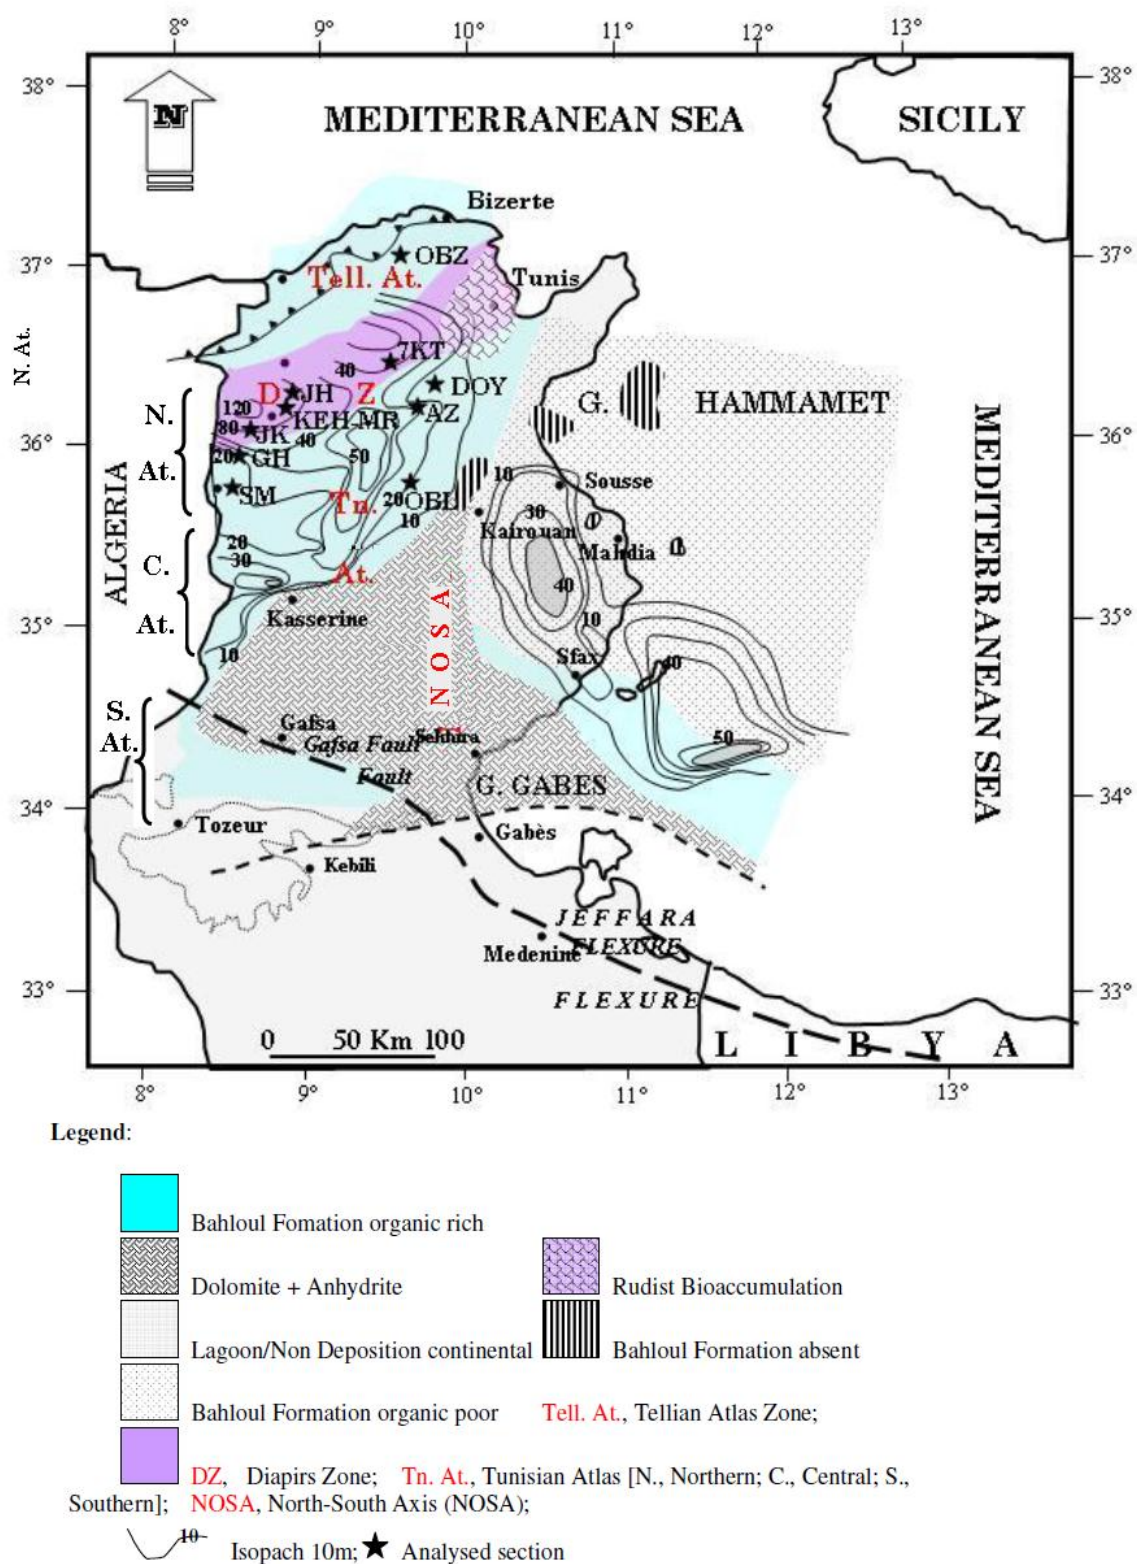 8° 9° 10° 11° 12° 13°
38° 38°
N
MEDITERRANEAN SEA SICILY
Bizerte
OBZ
37° 37°
Tell. At. Tunis
N. At.
7KT
40
D Z DOY
JH
G. HAMMAMET
N. 120 KEH-MR AZ
80 JK 40
36° 36°
20 GH 50
At. 10 Sousse
SM Tn. 20 OBL
10 30
Kairouan
20 Mahdia
C. 30
ALGERIA At. 40
Kasserine NOSA 10
35° 35°
At.
10 Sfax 40
MEDITERRANEAN SEA
S. Gafsa 50
At. Gafsa Fault Sekhira
Fault G. GABES
34° 34°
Tozeur Gabès
Kebili
JEFFARA
Medenine FLEXURE
33° FLEXURE 33°
0 50 Km 100 L I B Y A
8° 9° 10° 11° 12° 13°
Legend:
Bahloul Fomation organic rich
Dolomite + Anhydrite Rudist Bioaccumulation
Lagoon/Non Deposition continental Bahloul Formation absent
Bahloul Formation organic poor Tell. At., Tellian Atlas Zone;
DZ, Diapirs Zone; Tn. At., Tunisian Atlas [N., Northern; C., Central; S.,
Southern]; NOSA, North-South Axis (NOSA);
10 Isopach 10m; ★ Analysed section